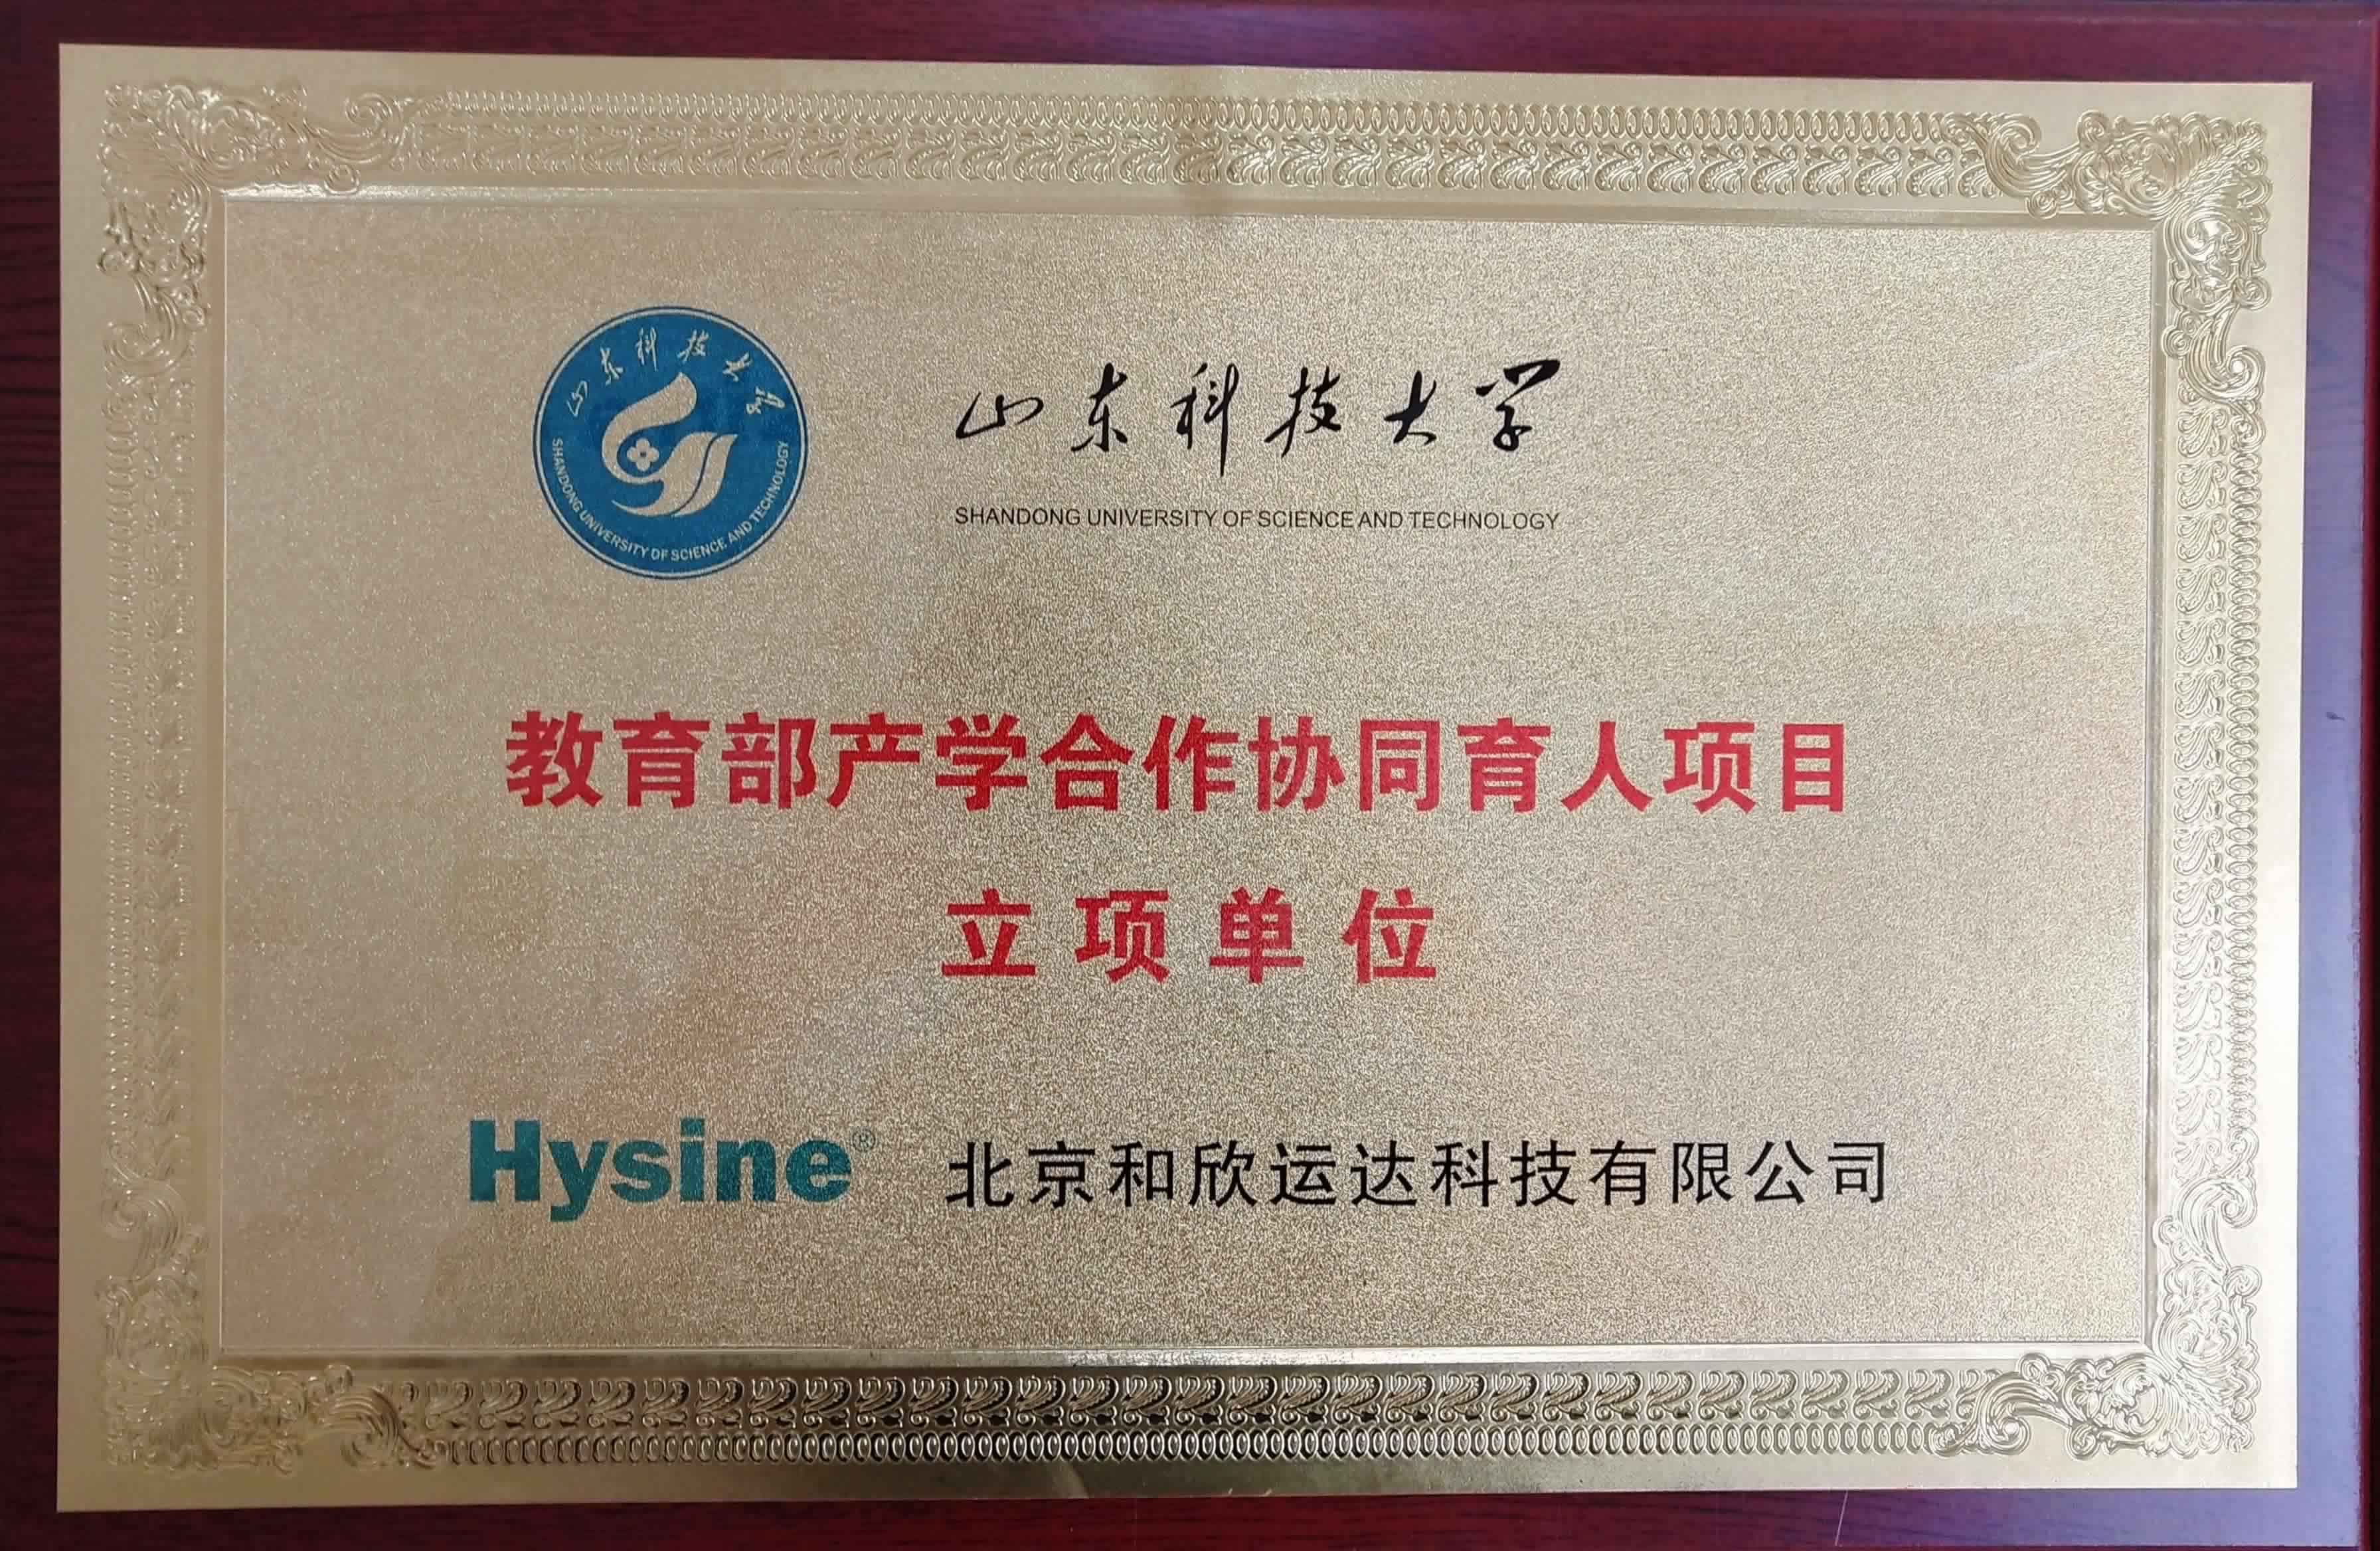 山东科技大学
SHANDONG UNIVERSITY OF SCIENCE AND TECHNOLOGY
山东科技大学
SHANDONG UNIVERSITY OF SCIENCE AND TECHNOLOGY
教育部产学合作协同育人项目
立项单位
Hysine® 北京和欣运达科技有限公司